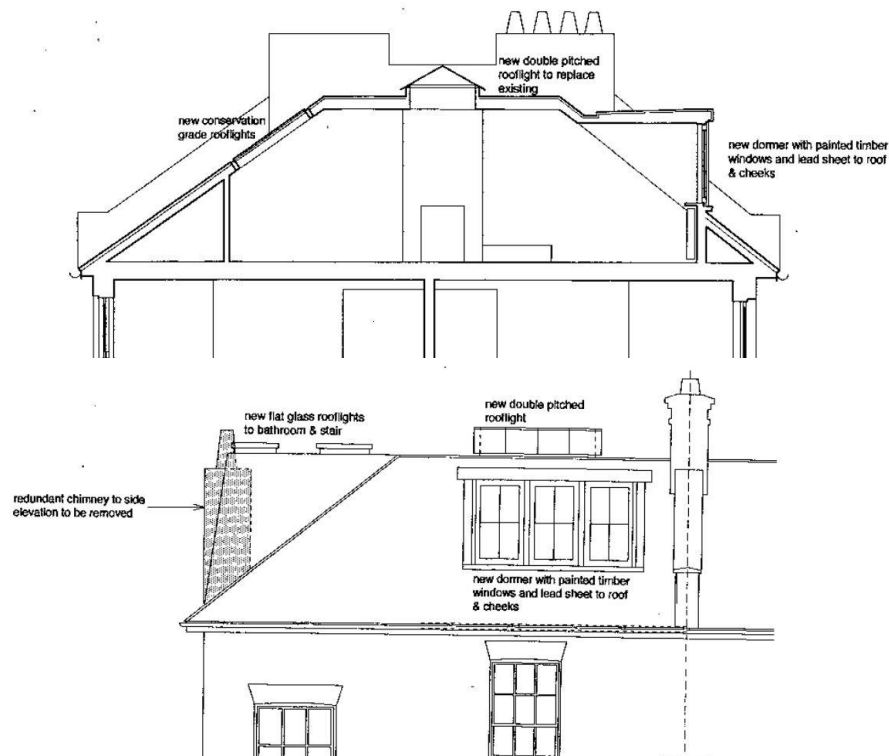 new double pitched
rooflight to replace
existing
new conservation
grade rooflights
new dormer with painted timber
windows and lead sheet to roof
& cheeks
new flat glass rooflights
to bathroom & stair
new double pitched
rooflight
redundant chimney to side
elevation to be removed
new dormer with painted timber
windows and lead sheet to roof
& cheeks